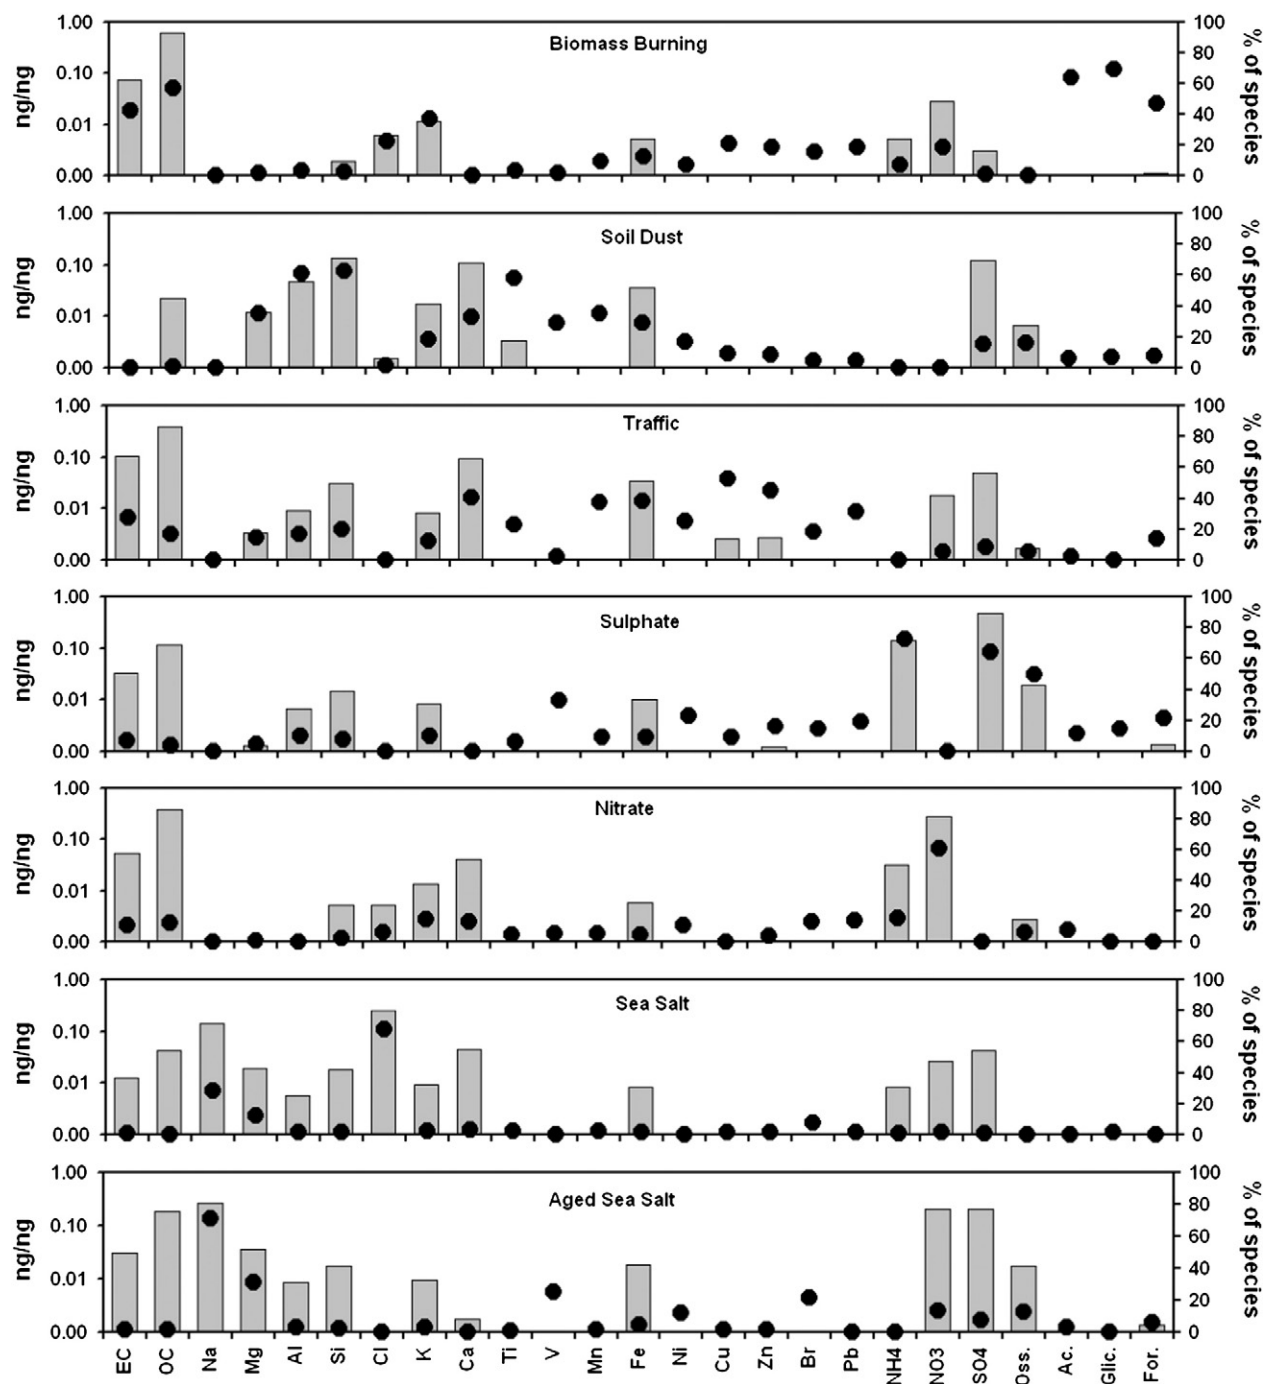 Biomass Burning
ng/ng
1.00
0.10
0.01
0.00
100
80
60
40
20
0
% of species
Soil Dust
ng/ng
1.00
0.10
0.01
0.00
100
80
60
40
20
0
% of species
Traffic
ng/ng
1.00
0.10
0.01
0.00
100
80
60
40
20
0
% of species
Sulphate
ng/ng
1.00
0.10
0.01
0.00
100
80
60
40
20
0
% of species
Nitrate
ng/ng
1.00
0.10
0.01
0.00
100
80
60
40
20
0
% of species
Sea Salt
ng/ng
1.00
0.10
0.01
0.00
100
80
60
40
20
0
% of species
Aged Sea Salt
ng/ng
1.00
0.10
0.01
0.00
100
80
60
40
20
0
% of species
EC
OC
Na
Mg
Al
Si
Cl
K
Ca
Ti
V
Mn
Fe
Ni
Cu
Zn
Br
Pb
NH4
NO3
SO4
Oss.
Ac.
Glic.
For.